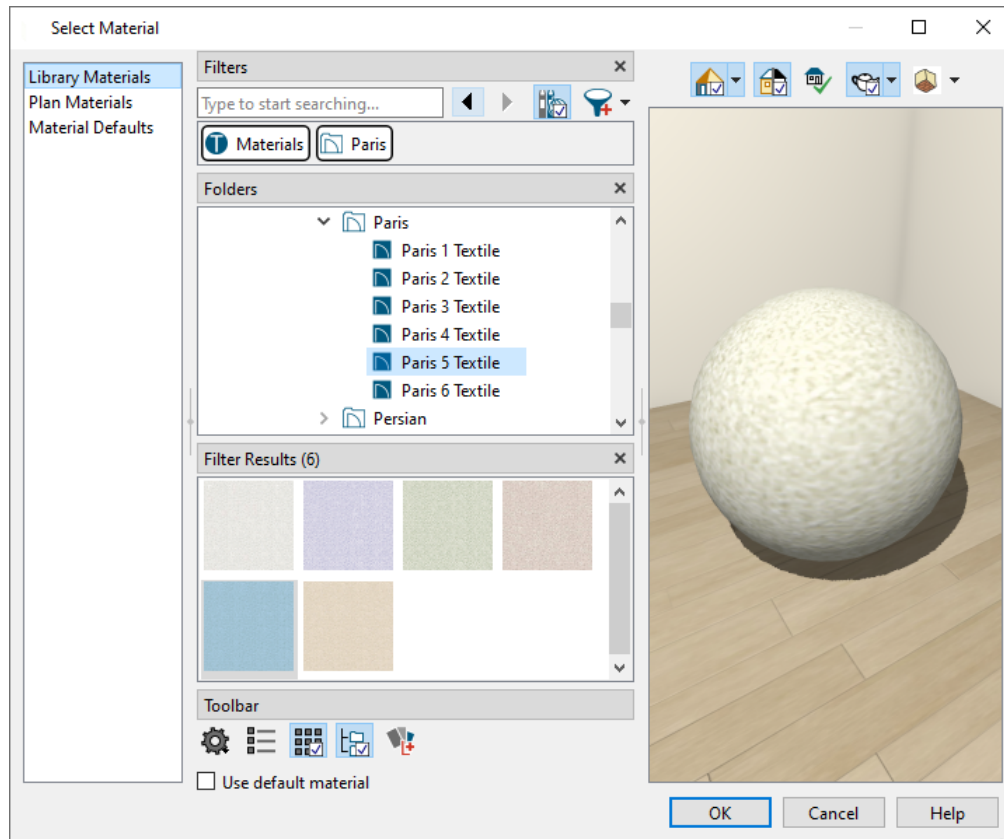 Select Material
Library Materials
Plan Materials
Material Defaults
Filters
Type to start searching...
Materials
Paris
Folders
Paris
Paris 1 Textile
Paris 2 Textile
Paris 3 Textile
Paris 4 Textile
Paris 5 Textile
Paris 6 Textile
Persian
Filter Results (6)
Toolbar
Use default material
OK
Cancel
Help